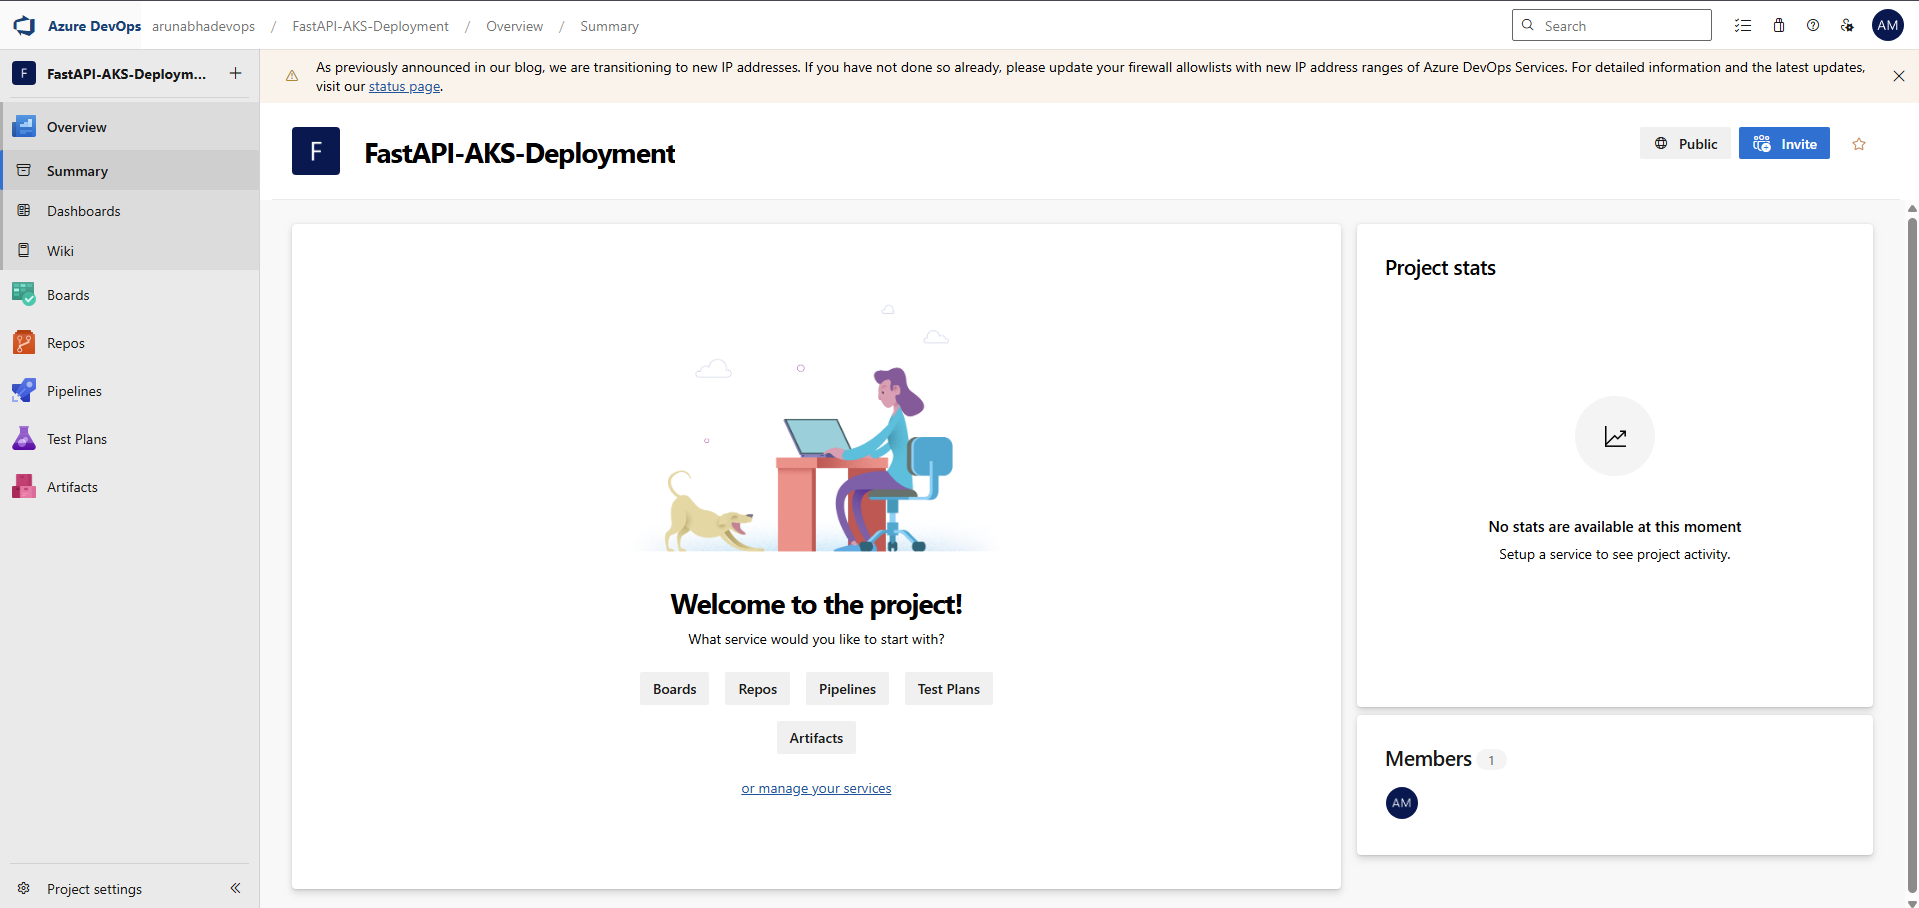 Azure DevOps arunabhadevops / FastAPI-AKS-Deployment / Overview / Summary
Search
AM
F FastAPI-AKS-Deploym... +
Overview
Summary
Dashboards
Wiki
Boards
Repos
Pipelines
Test Plans
Artifacts
Project settings
As previously announced in our blog, we are transitioning to new IP addresses. If you have not done so already, please update your firewall allowlists with new IP address ranges of Azure DevOps Services. For detailed information and the latest updates,
visit our status page.
F FastAPI-AKS-Deployment
Public
Invite
Welcome to the project!
What service would you like to start with?
Boards Repos Pipelines Test Plans
Artifacts
or manage your services
Project stats
No stats are available at this moment
Setup a service to see project activity.
Members 1
AM